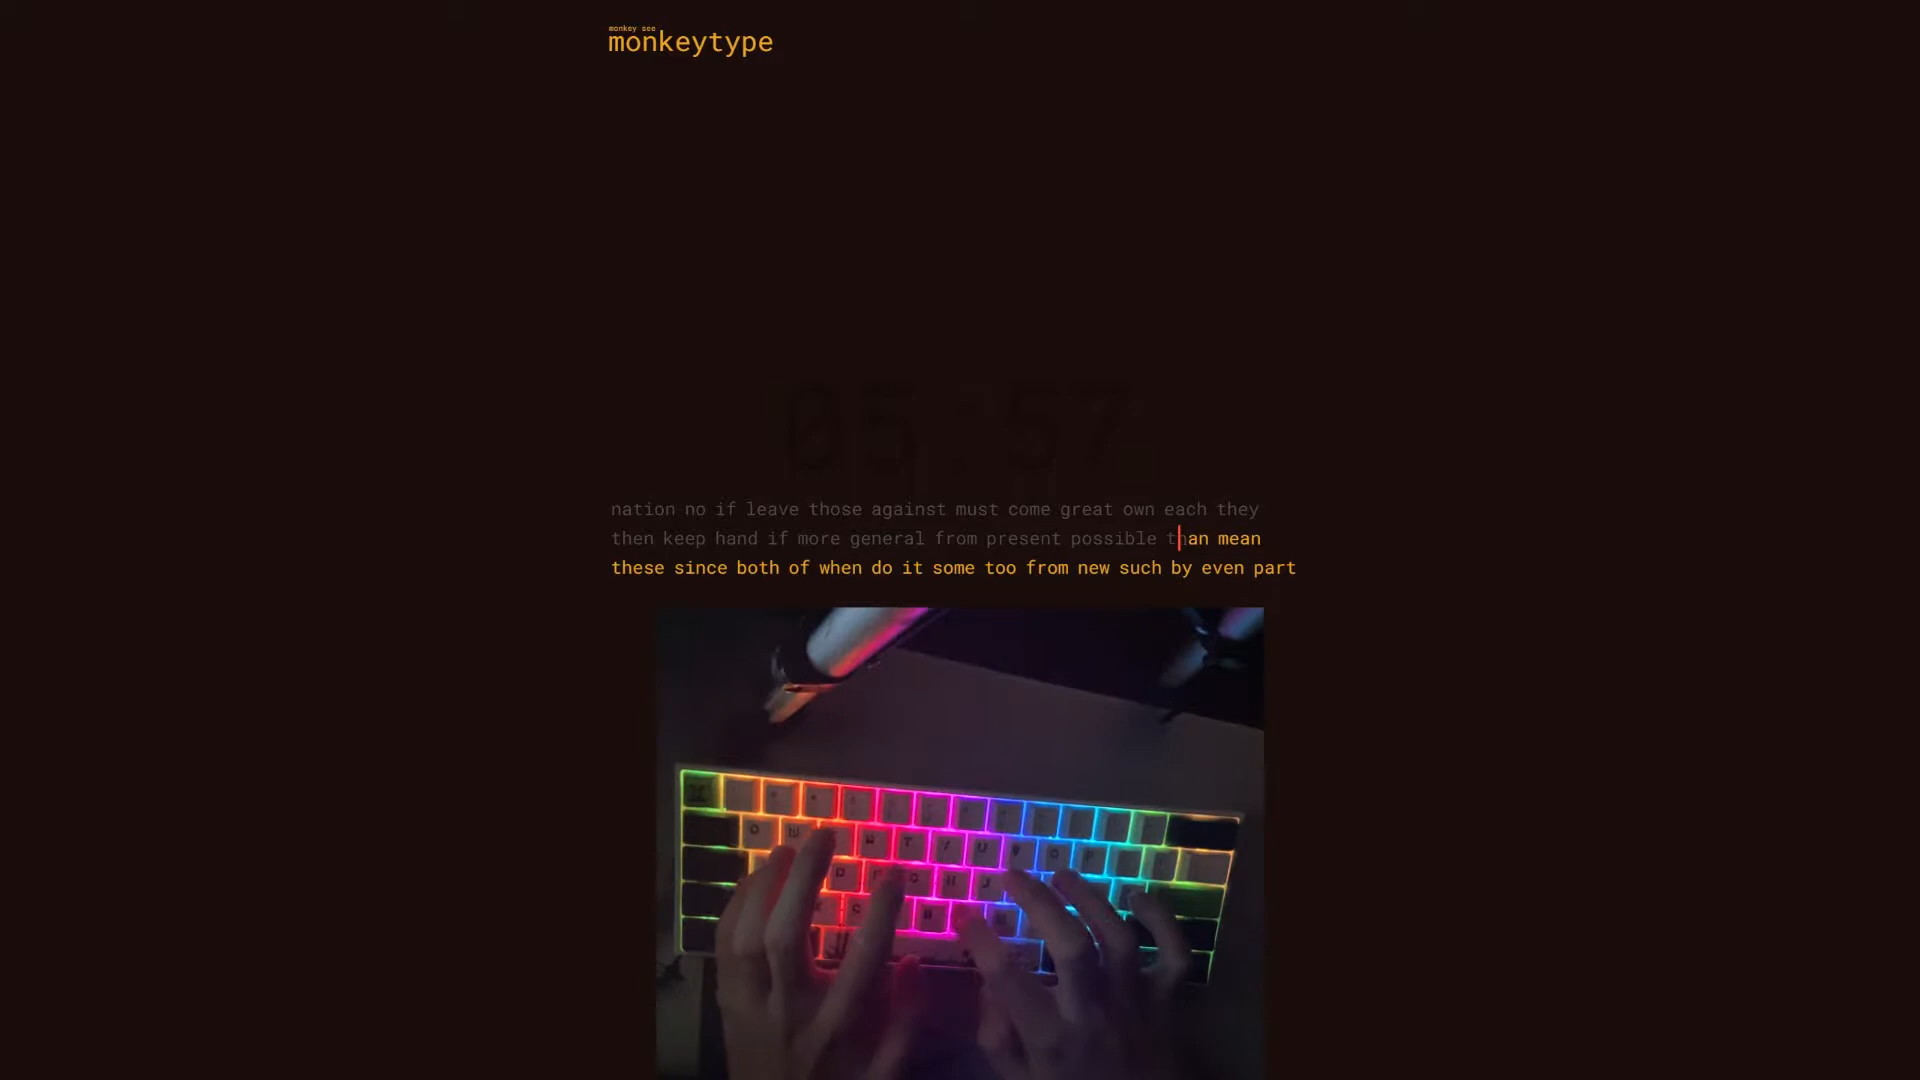 monkey see
monkeytype
05:57
nation no if leave those against must come great own each they
then keep hand if more general from present possible than mean
these since both of when do it some too from new such by even part
Q W
R T Y U O P
D G H J
X C B